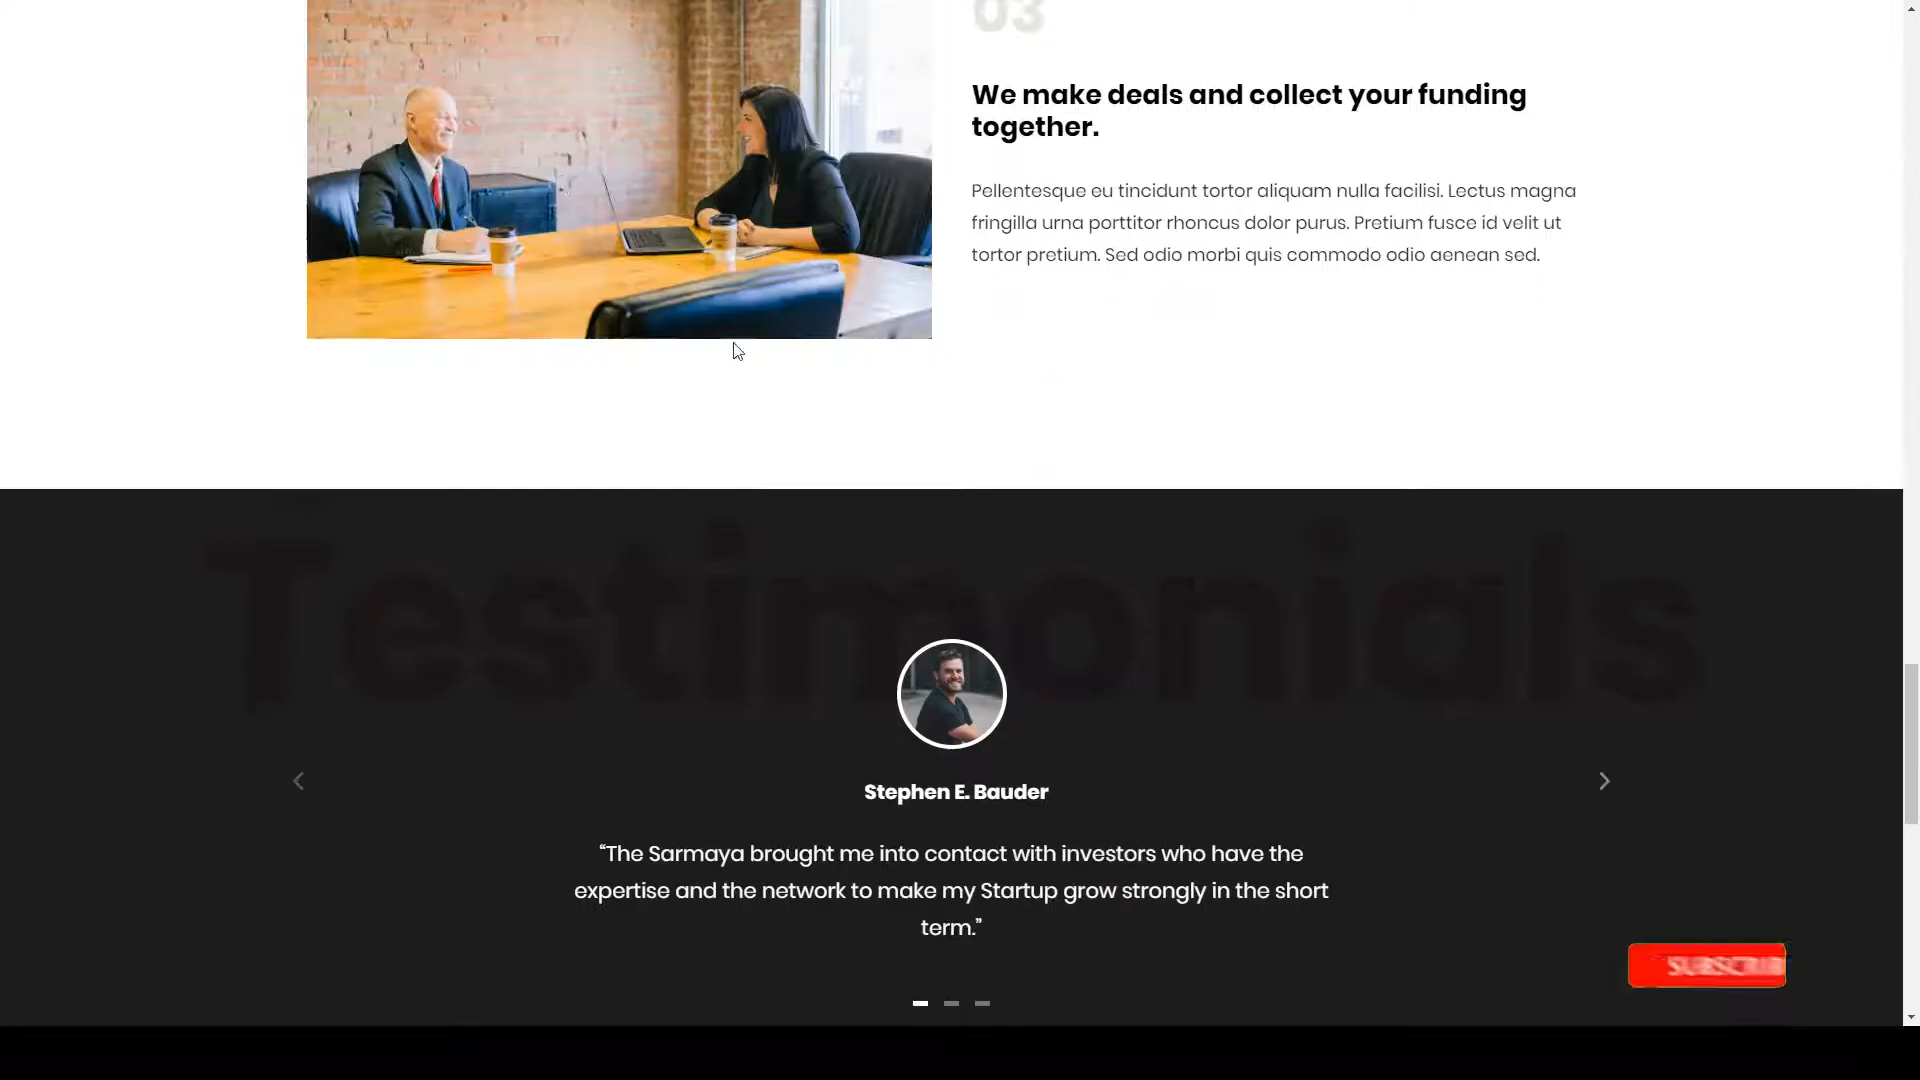 03
We make deals and collect your funding
together.
Pellentesque eu tincidunt tortor aliquam nulla facilisi. Lectus magna
fringilla urna porttitor rhoncus dolor purus. Pretium fusce id velit ut
tortor pretium. Sed odio morbi quis commodo odio aenean sed.
Testimonials
Stephen E. Bauder
“The Sarmaya brought me into contact with investors who have the
expertise and the network to make my Startup grow strongly in the short
term.”